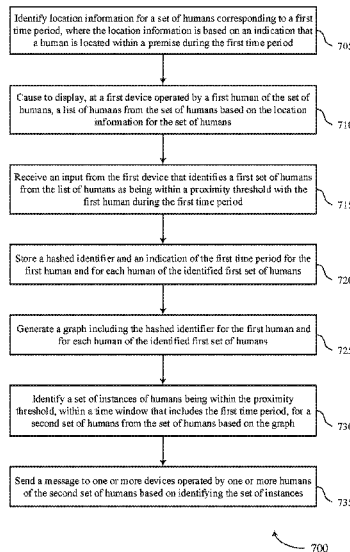 Identify location information for a set of humans corresponding to a first
time period, where the location information is based on an indication that
a human is located within a premise during the first time period
705
Cause to display, at a first device operated by a first human of the set of
humans, a list of humans from the set of humans based on the location
information for the set of humans
710
Receive an input from the first device that identifies a first set of humans
from the list of humans as being within a proximity threshold with the
first human during the first time period
715
Store a hashed identifier and an indication of the first time period for the
first human and for each human of the identified first set of humans
720
Generate a graph including the hashed identifier for the first human and
for each human of the identified first set of humans
725
Identify a set of instances of humans being within the proximity
threshold, within a time window that includes the first time period, for a
second set of humans from the set of humans based on the graph
730
Send a message to one or more devices operated by one or more humans
of the second set of humans based on identifying the set of instances
735
700